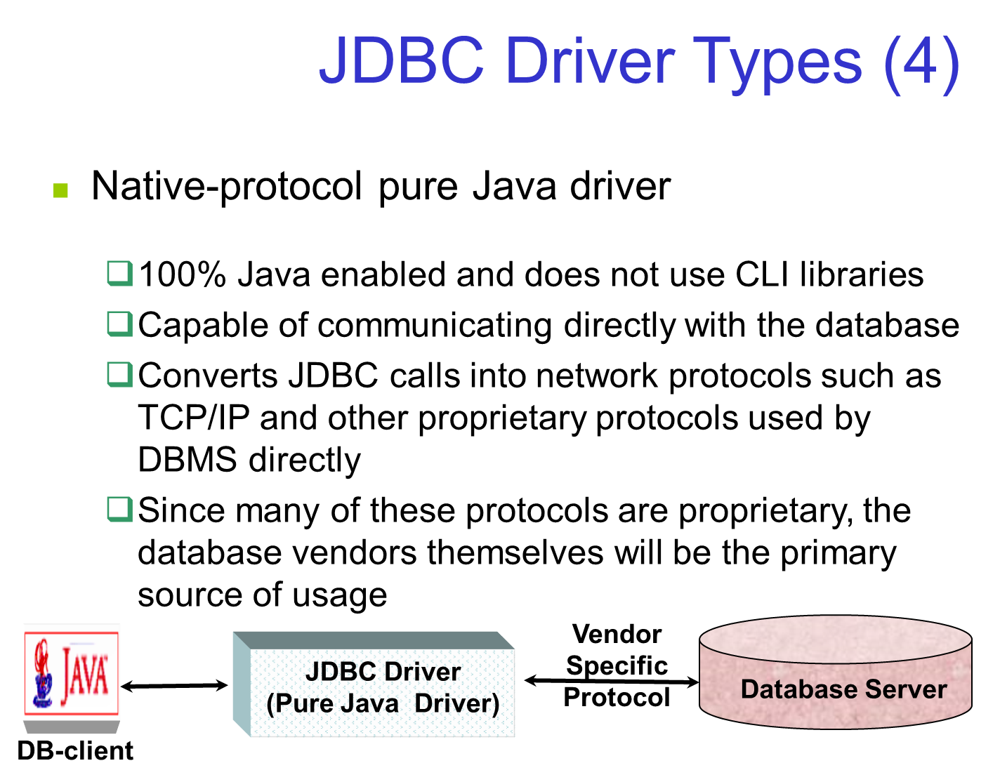 JDBC Driver Types (4)
Native-protocol pure Java driver
100% Java enabled and does not use CLI libraries
Capable of communicating directly with the database
Converts JDBC calls into network protocols such as
TCP/IP and other proprietary protocols used by
DBMS directly
Since many of these protocols are proprietary, the
database vendors themselves will be the primary
source of usage
JAVA
DB-client
JDBC Driver
(Pure Java Driver)
Vendor
Specific
Protocol
Database Server